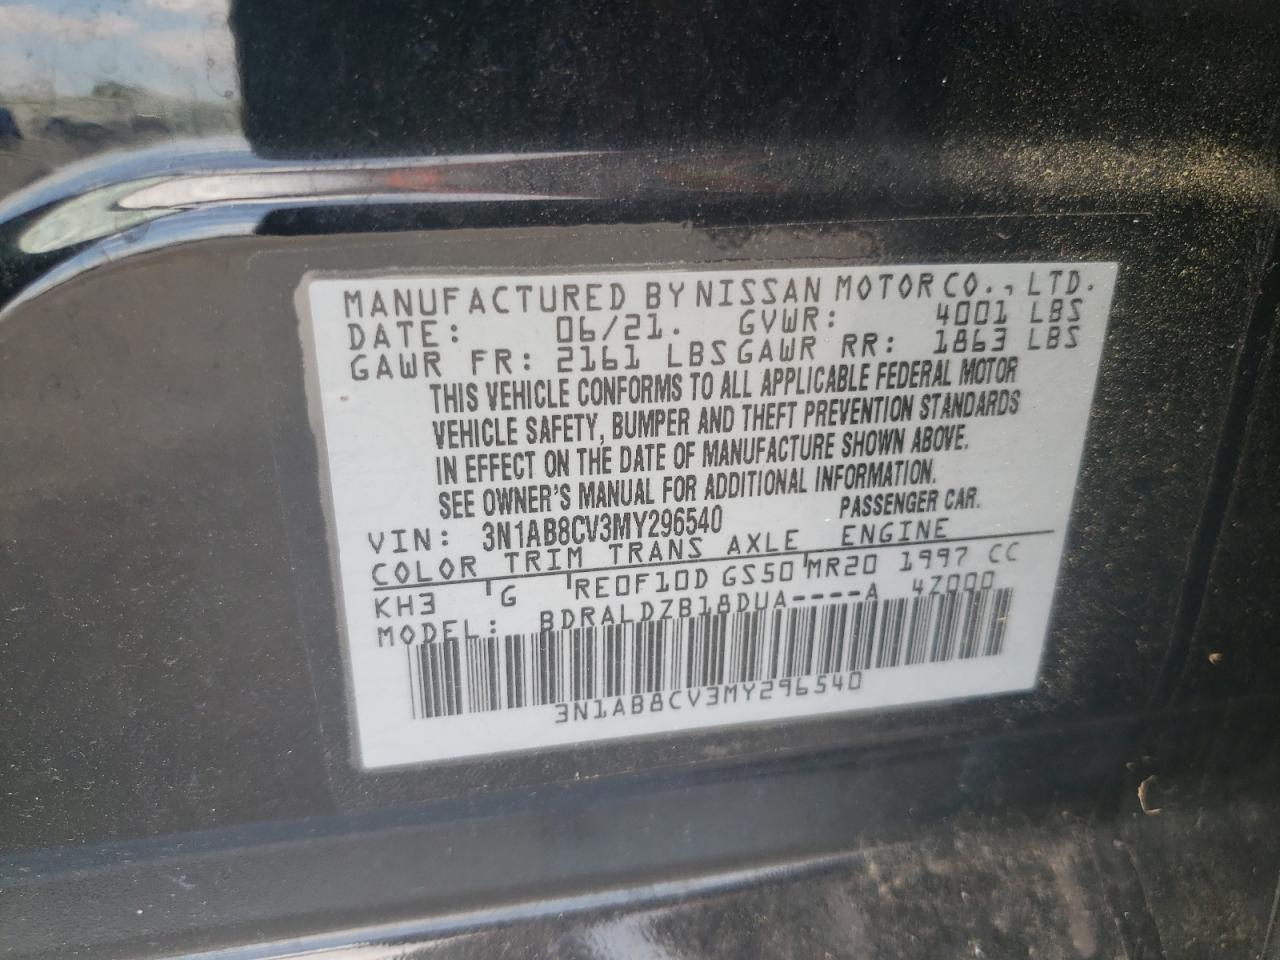 MANUFACTURED BY NISSAN MOTOR CO., LTD.
DATE: 06/21. GVWR: 4001 LBS
GAWR FR: 2161 LBS GAWR RR: 1863 LBS
THIS VEHICLE CONFORMS TO ALL APPLICABLE FEDERAL MOTOR
VEHICLE SAFETY, BUMPER AND THEFT PREVENTION STANDARDS
IN EFFECT ON THE DATE OF MANUFACTURE SHOWN ABOVE.
SEE OWNER'S MANUAL FOR ADDITIONAL INFORMATION.
VIN: 3N1AB8CV3MY296540 PASSENGER CAR.
COLOR TRIM TRANS AXLE ENGINE
KH3 G RE0F10D GS50 MR20 1997 CC
MODEL: BDRALDZB18DUA----A 4Z000
3N1AB8CV3MY296540